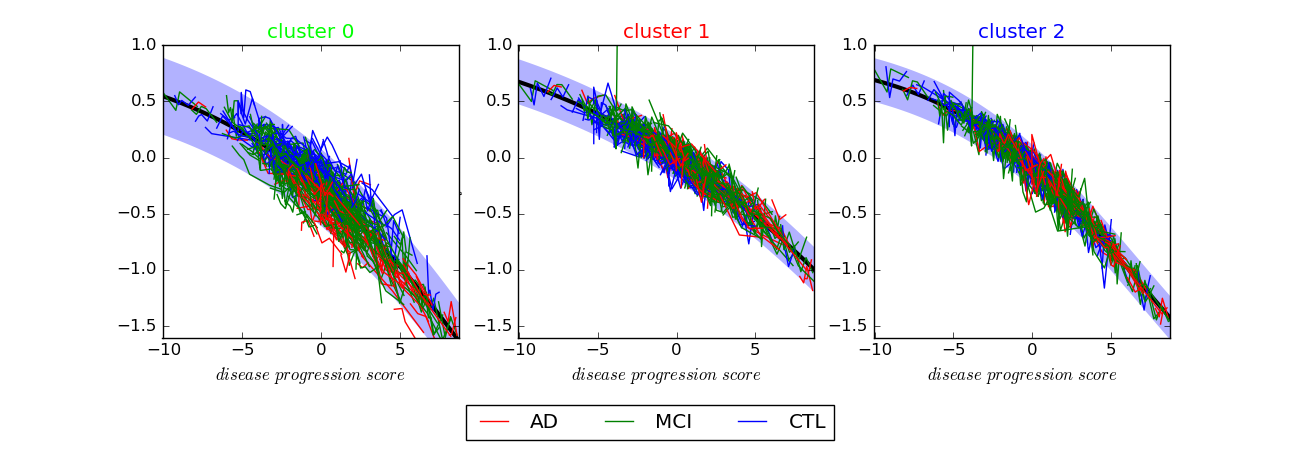 cluster 0 cluster 1 cluster 2
1.0 1.0 1.0
0.5 0.5 0.5
0.0 0.0 0.0
−0.5 −0.5 −0.5
−1.0 −1.0 −1.0
−1.5 −1.5 −1.5
−10 −5 0 5 −10 −5 0 5 −10 −5 0 5
disease progression score disease progression score disease progression score
AD MCI CTL